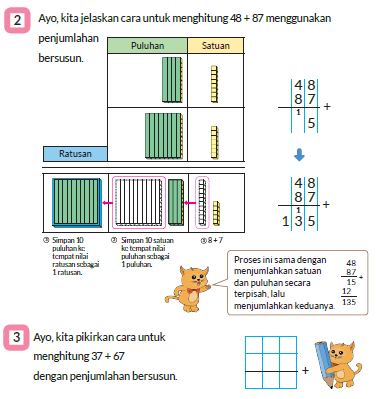 2 Ayo, kita jelaskan cara untuk menghitung 48 + 87 menggunakan
penjumlahan
bersusun.
Puluhan Satuan
Ratusan
4 8
8 7 +
1
5
4 8
8 7 +
1
1 3 5
③ Simpan 10
puluhan ke
tempat nilai
ratusan sebagai
1 ratusan.
② Simpan 10 satuan
ke tempat nilai
puluhan sebagai
1 puluhan.
① 8 + 7
Proses ini sama dengan
menjumlahkan satuan
dan puluhan secara
terpisah, lalu
menjumlahkan keduanya.
48
87 +
15
12
135
3 Ayo, kita pikirkan cara untuk
menghitung 37 + 67
dengan penjumlahan bersusun.
+